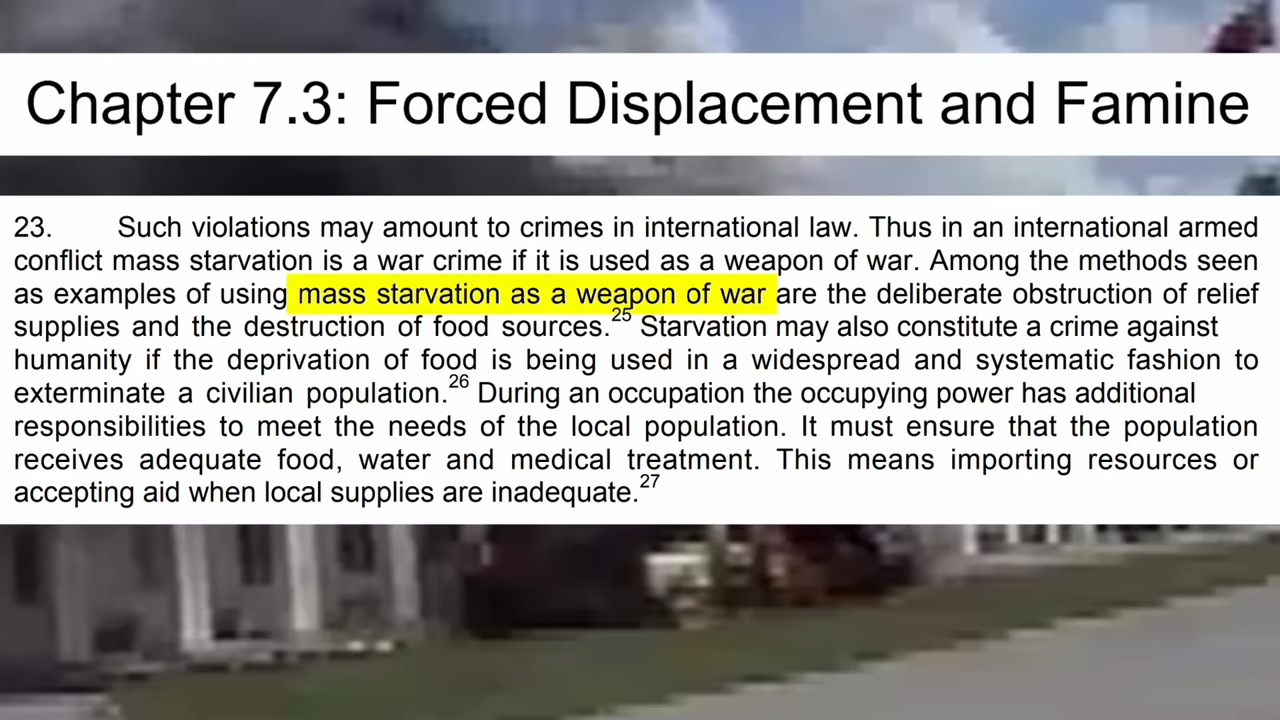 Chapter 7.3: Forced Displacement and Famine
23. Such violations may amount to crimes in international law. Thus in an international armed
conflict mass starvation is a war crime if it is used as a weapon of war. Among the methods seen
as examples of using mass starvation as a weapon of war are the deliberate obstruction of relief
supplies and the destruction of food sources.25 Starvation may also constitute a crime against
humanity if the deprivation of food is being used in a widespread and systematic fashion to
exterminate a civilian population.26 During an occupation the occupying power has additional
responsibilities to meet the needs of the local population. It must ensure that the population
receives adequate food, water and medical treatment. This means importing resources or
accepting aid when local supplies are inadequate.27